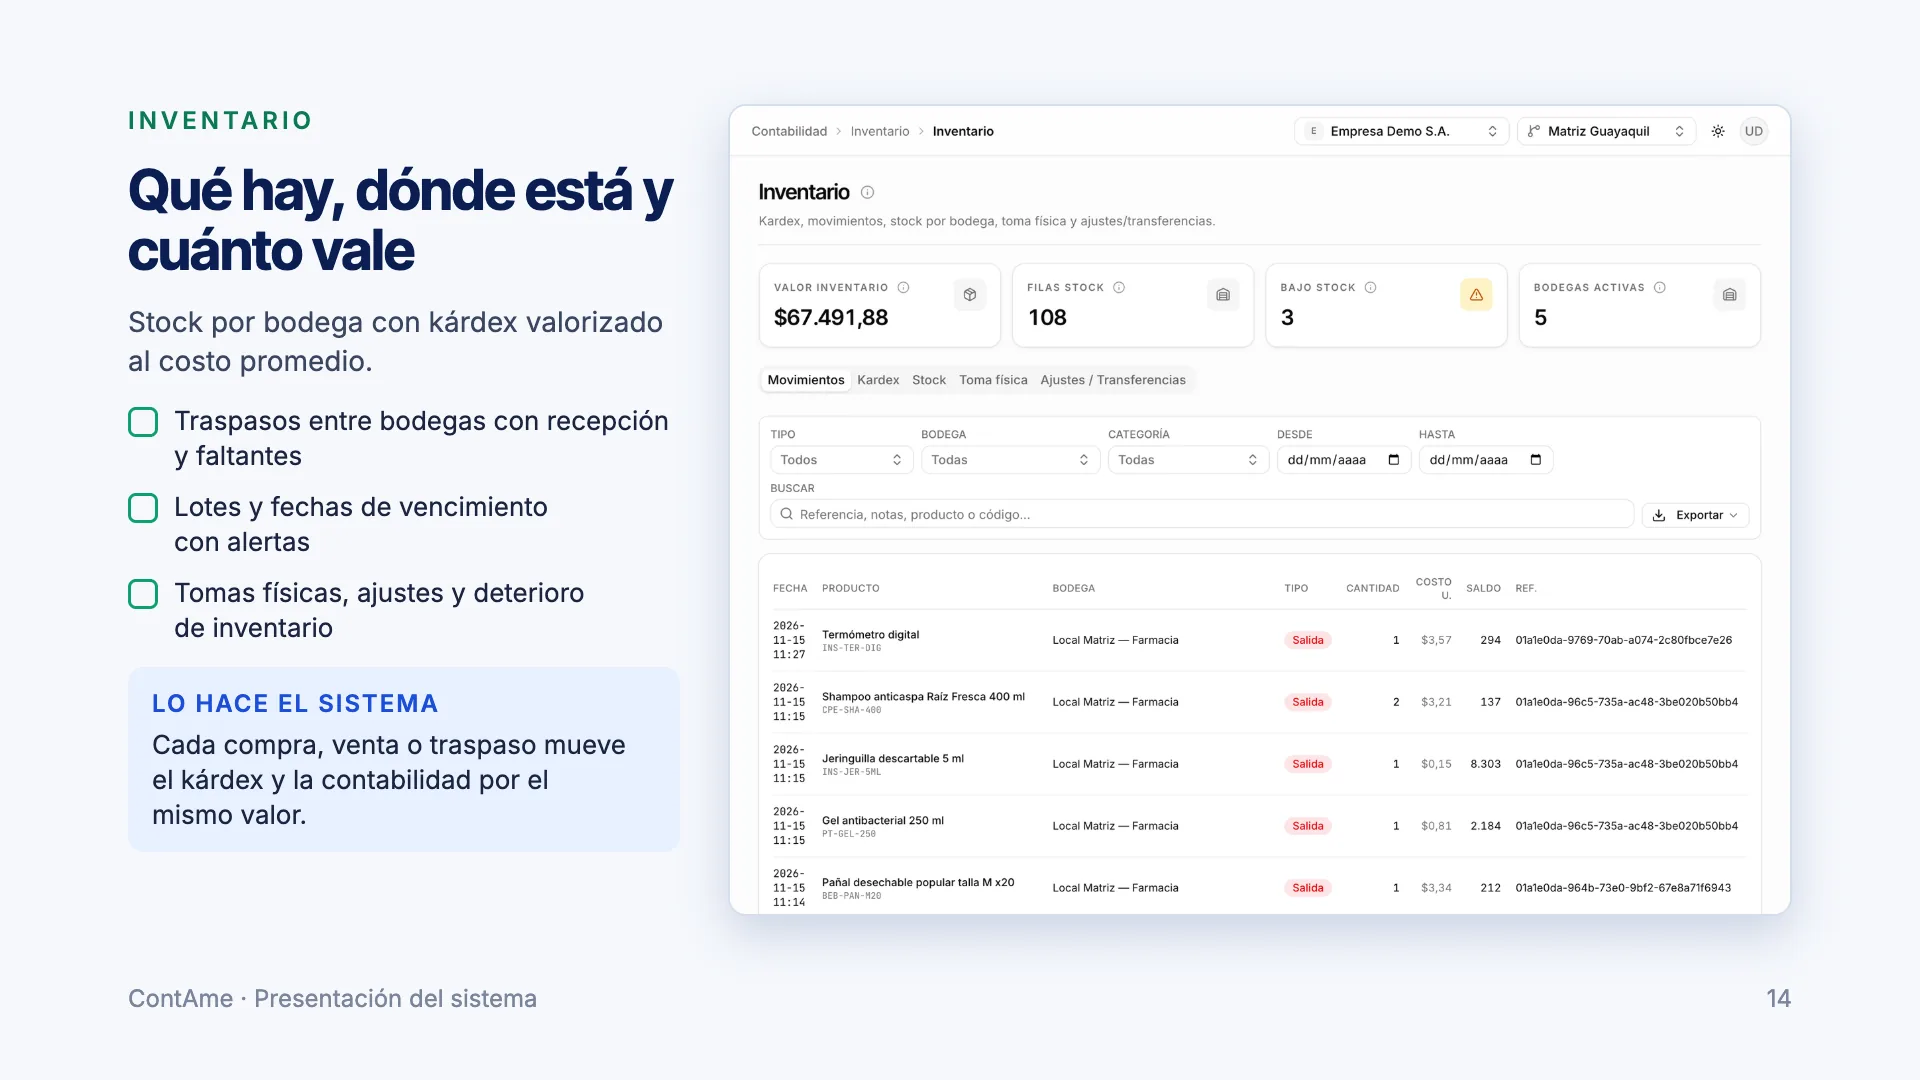 INVENTARIO
Qué hay, dónde está y
cuánto vale
Stock por bodega con kárdex valorizado
al costo promedio.
Traspasos entre bodegas con recepción
y faltantes
Lotes y fechas de vencimiento
con alertas
Tomas físicas, ajustes y deterioro
de inventario
LO HACE EL SISTEMA
Cada compra, venta o traspaso mueve
el kárdex y la contabilidad por el
mismo valor.
Contabilidad > Inventario > Inventario
E Empresa Demo S.A. Matriz Guayaquil UD
Inventario
Kardex, movimientos, stock por bodega, toma física y ajustes/transferencias.
VALOR INVENTARIO
$67.491,88
FILAS STOCK
108
BAJO STOCK
3
BODEGAS ACTIVAS
5
Movimientos Kardex Stock Toma física Ajustes / Transferencias
TIPO BODEGA CATEGORÍA DESDE HASTA
Todos Todas Todas dd/mm/aaaa dd/mm/aaaa
BUSCAR
Referencia, notas, producto o código... Exportar
FECHA PRODUCTO BODEGA TIPO CANTIDAD COSTO U. SALDO REF.
2026-
11-15
11:27
Termómetro digital
INS-TER-DIG
Local Matriz — Farmacia Salida 1 $3,57 294 01a1e0da-9769-70ab-a074-2c80fbce7e26
2026-
11-15
11:15
Shampoo anticaspa Raíz Fresca 400 ml
CPE-SHA-400
Local Matriz — Farmacia Salida 2 $3,21 137 01a1e0da-96c5-735a-ac48-3be020b50bb4
2026-
11-15
11:15
Jeringuilla descartable 5 ml
INS-JER-5ML
Local Matriz — Farmacia Salida 1 $0,15 8.303 01a1e0da-96c5-735a-ac48-3be020b50bb4
2026-
11-15
11:15
Gel antibacterial 250 ml
PT-GEL-250
Local Matriz — Farmacia Salida 1 $0,81 2.184 01a1e0da-96c5-735a-ac48-3be020b50bb4
2026-
11-15
11:14
Pañal desechable popular talla M x20
BEB-PAN-M20
Local Matriz — Farmacia Salida 1 $3,34 212 01a1e0da-964b-73e0-9bf2-67e8a71f6943
ContAme · Presentación del sistema
14